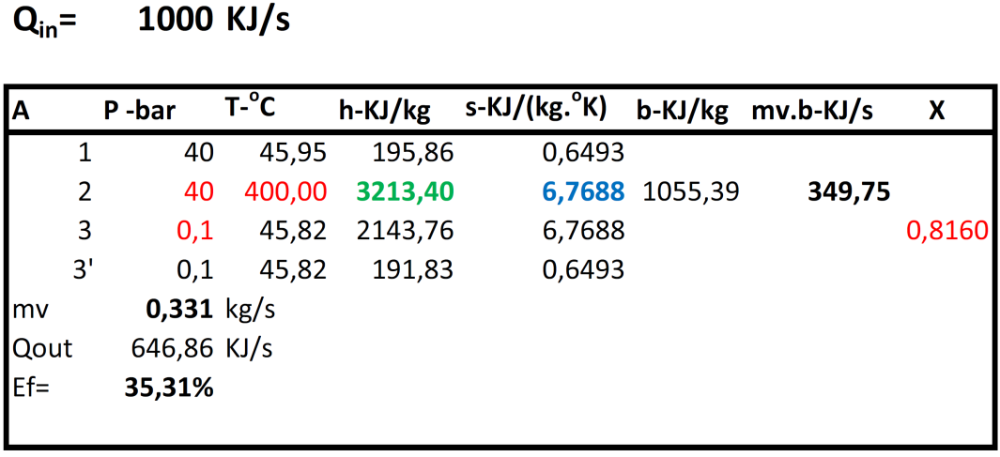 Qin= 1000 KJ/s
A P -bar T-°C h-KJ/kg s-KJ/(kg.°K) b-KJ/kg mv.b-KJ/s X
1 40 45,95 195,86 0,6493
2 40 400,00 3213,40 6,7688 1055,39 349,75
3 0,1 45,82 2143,76 6,7688 0,8160
3' 0,1 45,82 191,83 0,6493
mv 0,331 kg/s
Qout 646,86 KJ/s
Ef= 35,31%